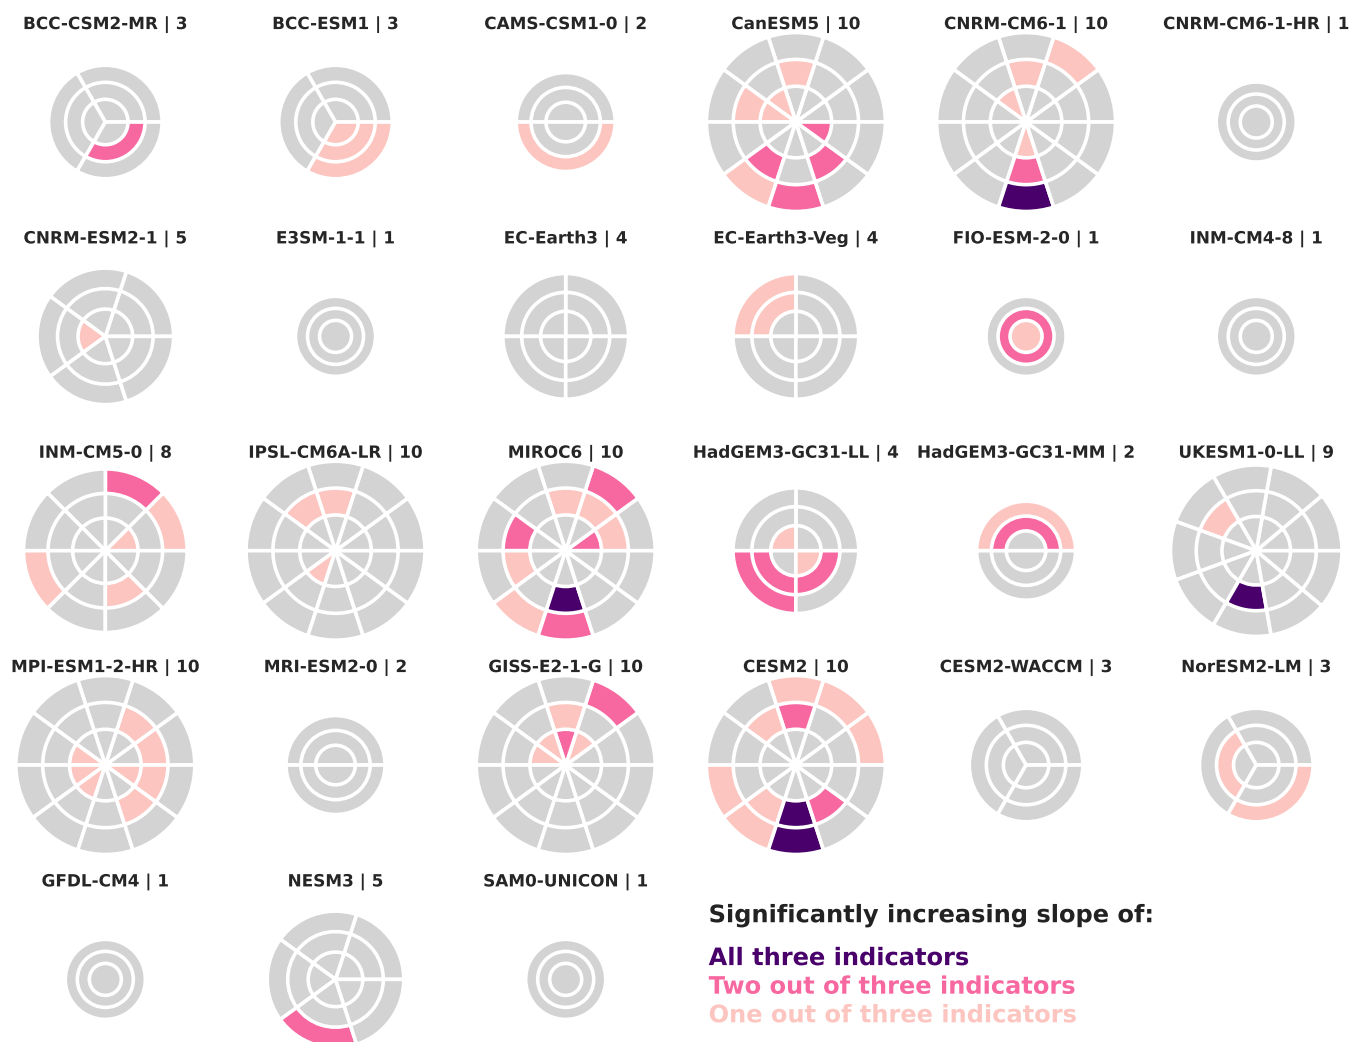 BCC-CSM2-MR | 3
BCC-ESM1 | 3
CAMS-CSM1-0 | 2
CanESM5 | 10
CNRM-CM6-1 | 10
CNRM-CM6-1-HR | 1
CNRM-ESM2-1 | 5
E3SM-1-1 | 1
EC-Earth3 | 4
EC-Earth3-Veg | 4
FIO-ESM-2-0 | 1
INM-CM4-8 | 1
INM-CM5-0 | 8
IPSL-CM6A-LR | 10
MIROC6 | 10
HadGEM3-GC31-LL | 4
HadGEM3-GC31-MM | 2
UKESM1-0-LL | 9
MPI-ESM1-2-HR | 10
MRI-ESM2-0 | 2
GISS-E2-1-G | 10
CESM2 | 10
CESM2-WACCM | 3
NorESM2-LM | 3
GFDL-CM4 | 1
NESM3 | 5
SAM0-UNICON | 1
Significantly increasing slope of:
All three indicators
Two out of three indicators
One out of three indicators